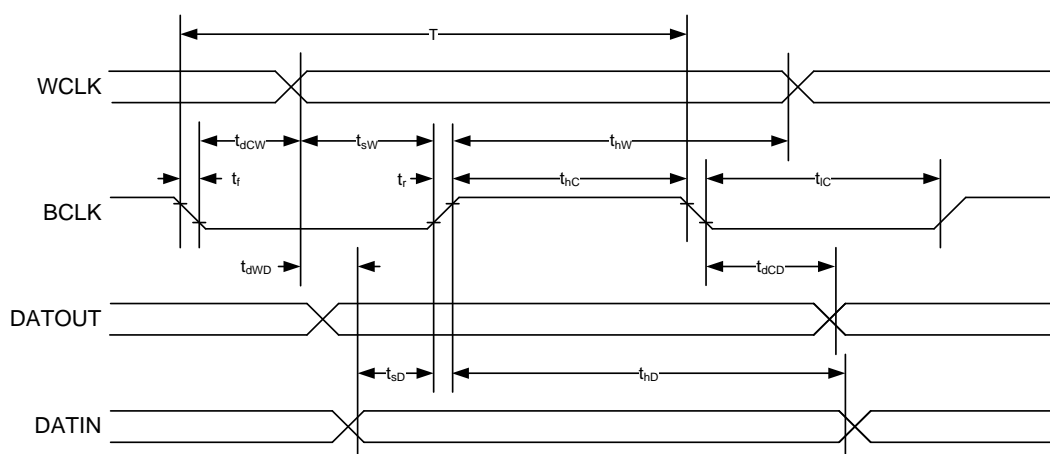 T
WCLK
tdCW
tsW
thW
tf
tr
thC
tlC
BCLK
tdWD
tdCD
DATOUT
tsD
thD
DATIN